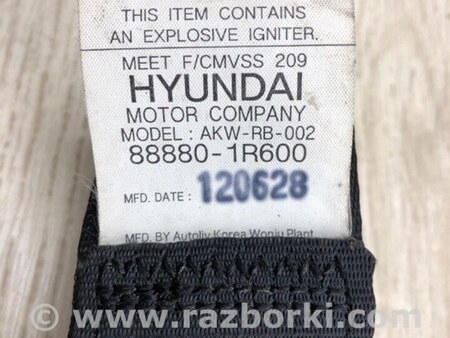 THIS ITEM CONTAINS
AN EXPLOSIVE IGNITER.
MEET F/CMVSS 209
HYUNDAI
MOTOR COMPANY
MODEL : AKW-RB-002
88880-1R600
MFD. DATE : 120628
MFD. BY Autoliv Korea Wonju Plant
© www.razborki.com